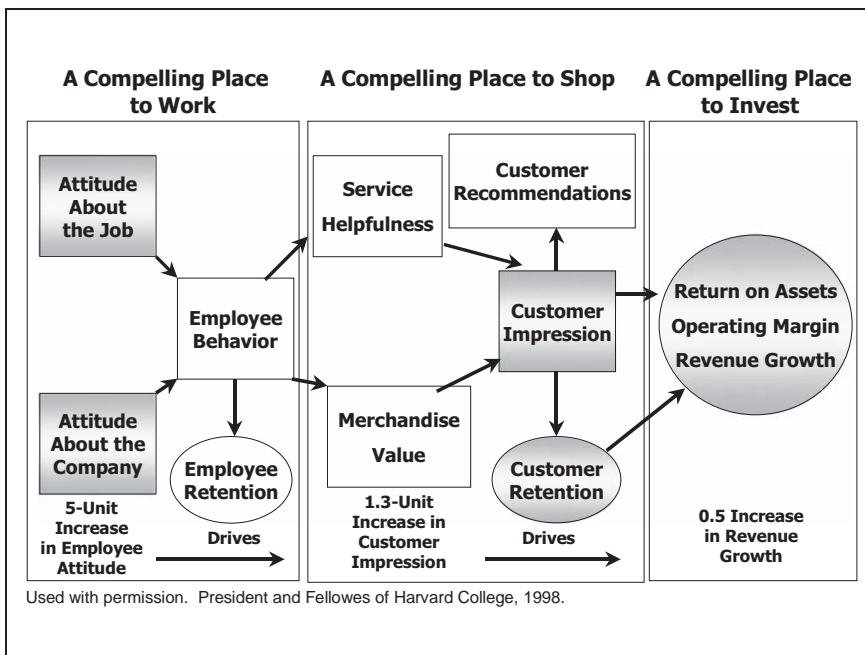 A Compelling Place
to Work
A Compelling Place to Shop
A Compelling Place
to Invest
Attitude
About
the Job
Employee
Behavior
Attitude
About the
Company
Employee
Retention
5-Unit
Increase
in Employee
Attitude
Drives
Service
Helpfulness
Customer
Recommendations
Customer
Impression
Merchandise
Value
Customer
Retention
1.3-Unit
Increase in
Customer
Impression
Drives
Return on Assets
Operating Margin
Revenue Growth
0.5 Increase
in Revenue
Growth
Used with permission.  President and Fellowes of Harvard College, 1998.